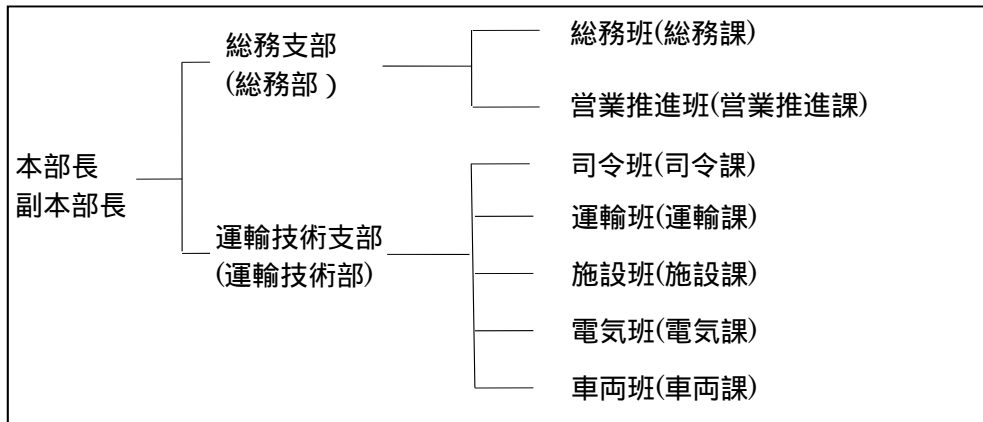 本部長
副本部長
総務支部
(総務部 )
総務班(総務課)
営業推進班(営業推進課)
運輸技術支部
(運輸技術部)
司令班(司令課)
運輸班(運輸課)
施設班(施設課)
電気班(電気課)
車両班(車両課)